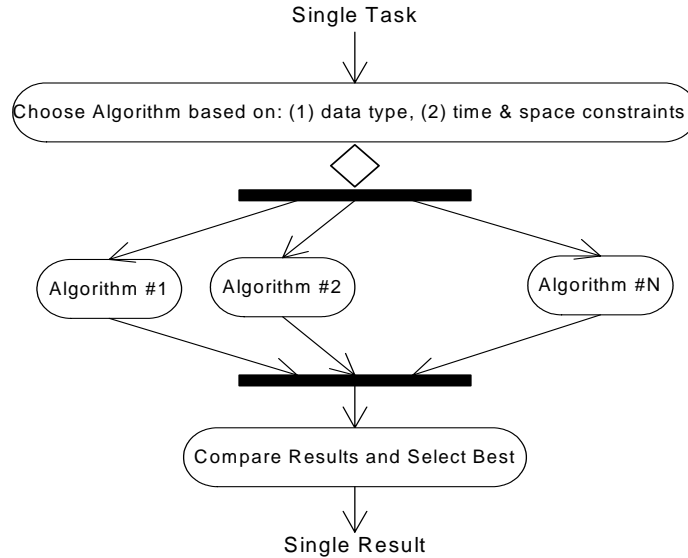 Single Task
Choose Algorithm based on: (1) data type, (2) time & space constraints
Algorithm #1
Algorithm #2
Algorithm #N
Compare Results and Select Best
Single Result